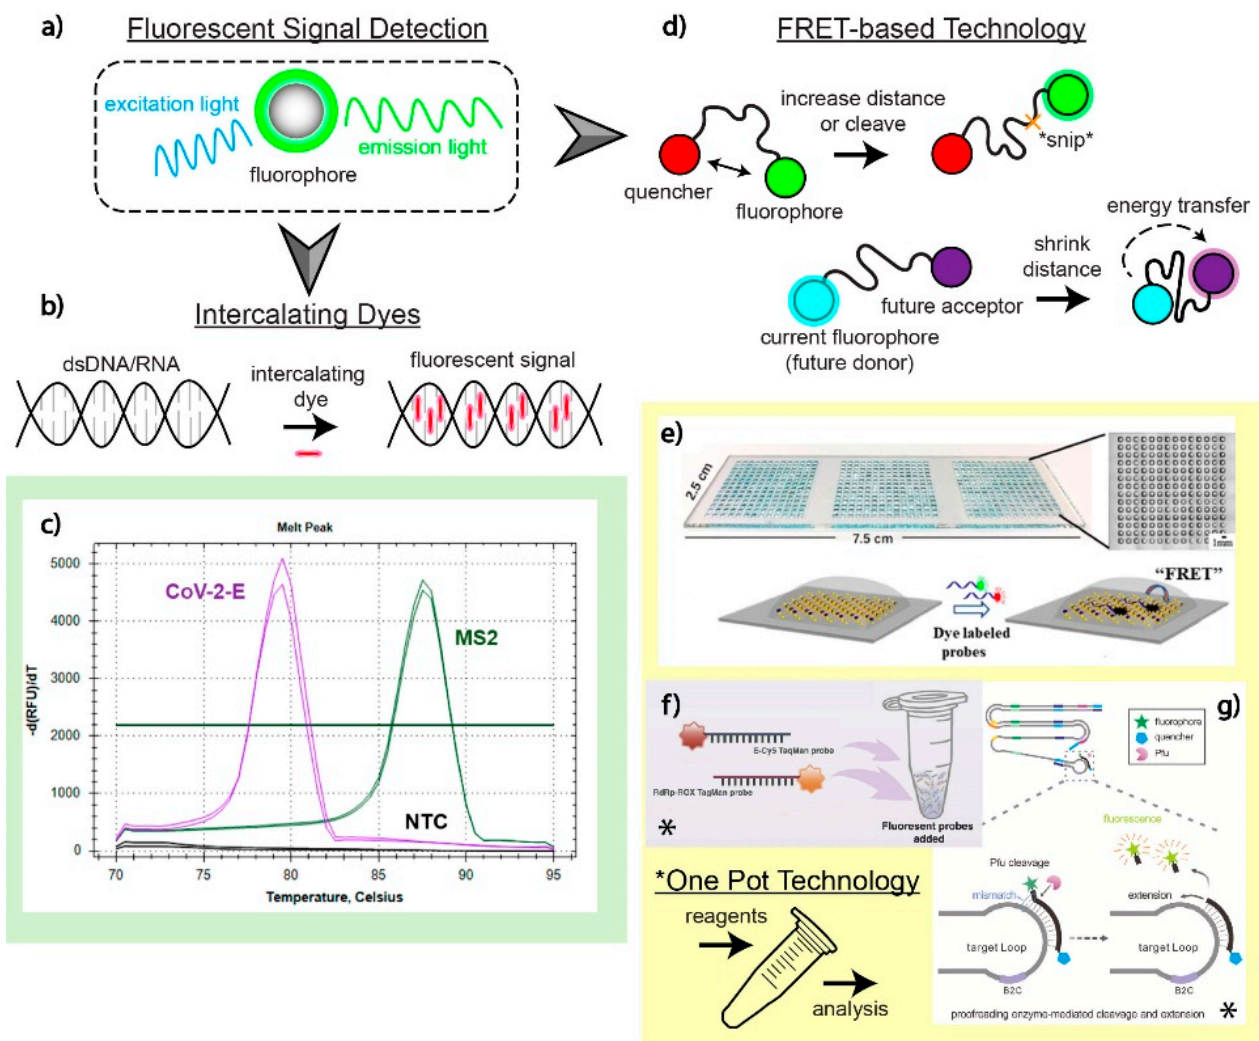 a)
Fluorescent Signal Detection
excitation light
fluorophore
emission light
b)
Intercalating Dyes
dsDNA/RNA
intercalating
dye
fluorescent signal
c)
Melt Peak
CoV-2-E
MS2
NTC
-d(RFU)/dT
5000
4000
3000
2000
1000
0
70
75
80
85
90
95
Temperature, Celsius
d)
FRET-based Technology
quencher
fluorophore
increase distance
or cleave
*snip*
current fluorophore
(future donor)
future acceptor
shrink
distance
energy transfer
e)
2.5 cm
7.5 cm
Dye labeled
probes
“FRET”
f)
E-Cy5 TaqMan probe
RdRp-ROX TagMan probe
Fluoresent probes
added
*
*One Pot Technology
reagents
analysis
g)
fluorophore
quencher
Pfu
fluorescence
Pfu cleavage
mismatch
extension
target Loop
target Loop
B2C
B2C
proofreading enzyme-mediated cleavage and extension
*